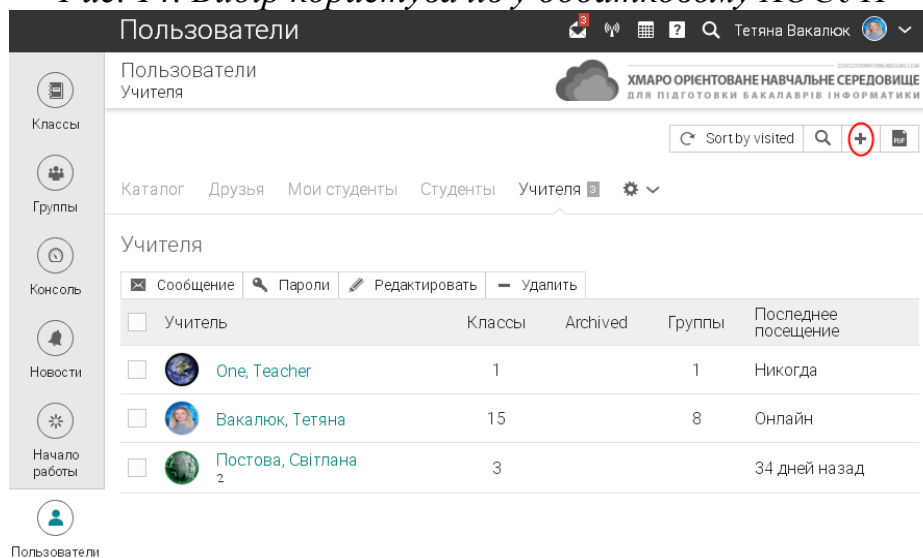 Рис. 14. Вибір користувачів у додатковому ХОСУ П
Пользователи
3
?
Тетяна Вакалюк
Пользователи
Учителя
ХМАРО ОРІЄНТОВАНЕ НАВЧАЛЬНЕ СЕРЕДОВИЩЕ
ДЛЯ ПІДГОТОВКИ БАКАЛАВРІВ ІНФОРМАТИКИ
Классы
Sort by visited
PDF
Каталог
Друзья
Мои студенты
Студенты
Учителя 3
Группы
Учителя
Консоль
Сообщение
Пароли
Редактировать
Удалить
Учитель
Классы
Archived
Группы
Последнее
посещение
Новости
One, Teacher
1
1
Никогда
Вакалюк, Тетяна
15
8
Онлайн
Начало
работы
Постова, Світлана
2
3
34 дней назад
Пользователи